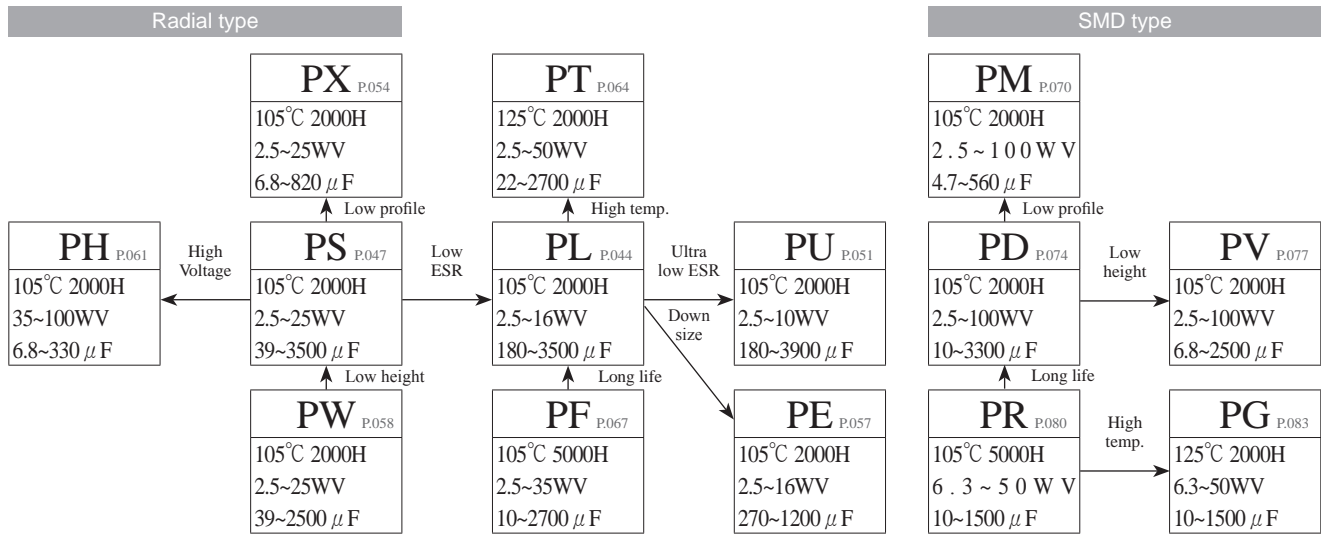 Radial type
SMD type
PX P.054
105℃ 2000H
2.5~25WV
6.8~820 μF
PT P.064
125℃ 2000H
2.5~50WV
22~2700 μF
PM P.070
105℃ 2000H
2.5~100WV
4.7~560 μF
Low profile
High temp.
Low profile
PH P.061
105℃ 2000H
35~100WV
6.8~330 μF
High
Voltage
PS P.047
105℃ 2000H
2.5~25WV
39~3500 μF
Low
ESR
PL P.044
105℃ 2000H
2.5~16WV
180~3500 μF
Ultra
low ESR
Down
size
PU P.051
105℃ 2000H
2.5~10WV
180~3900 μF
PD P.074
105℃ 2000H
2.5~100WV
10~3300 μF
Low
height
PV P.077
105℃ 2000H
2.5~100WV
6.8~2500 μF
Low height
Long life
Long life
PW P.058
105℃ 2000H
2.5~25WV
39~2500 μF
PF P.067
105℃ 5000H
2.5~35WV
10~2700 μF
PE P.057
105℃ 2000H
2.5~16WV
270~1200 μF
PR P.080
105℃ 5000H
6.3~50WV
10~1500 μF
High
temp.
PG P.083
125℃ 2000H
6.3~50WV
10~1500 μF